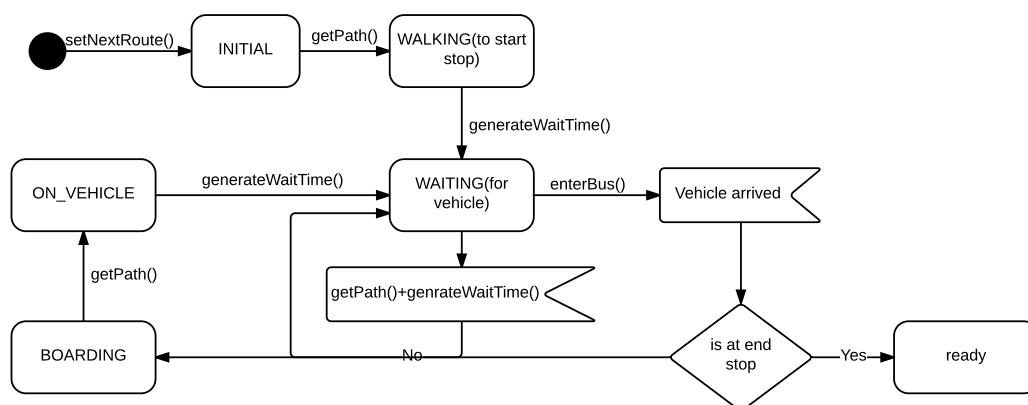 setNextRoute()
INITIAL
getPath()
WALKING(to start
stop)
generateWaitTime()
ON_VEHICLE
generateWaitTime()
WAITING(for
vehicle)
enterBus()
Vehicle arrived
getPath()
getPath()+genrateWaitTime()
BOARDING
No
is at end
stop
Yes
ready